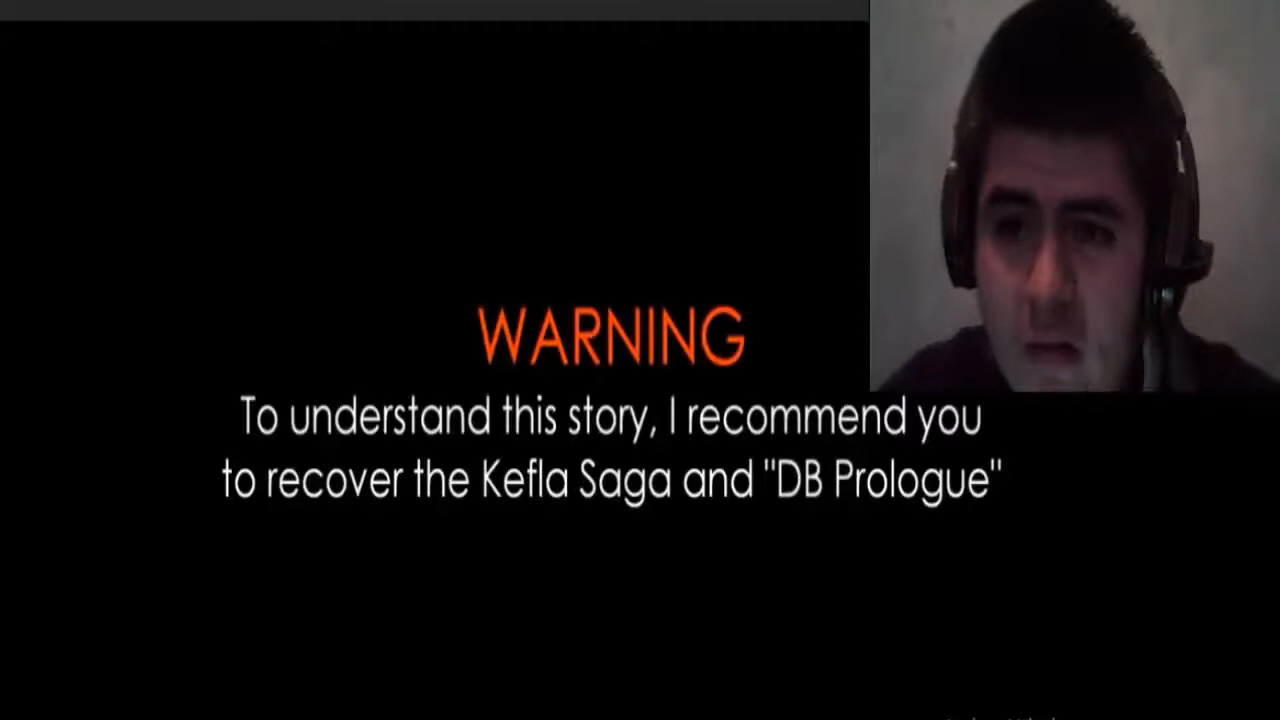 WARNING
To understand this story, I recommend you
to recover the Kefla Saga and "DB Prologue"